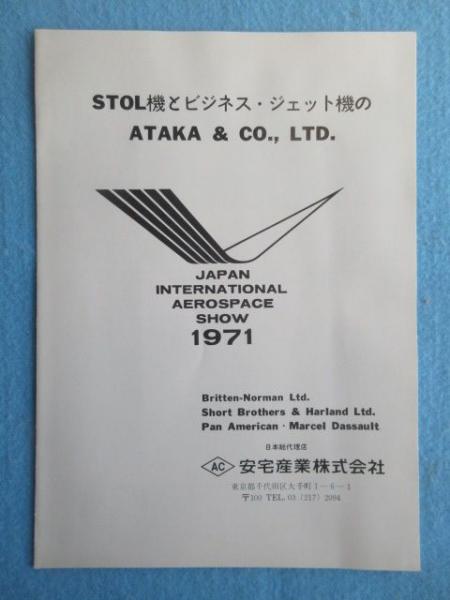 STOL機とビジネス・ジェット機の
ATAKA & CO., LTD.
JAPAN
INTERNATIONAL
AEROSPACE
SHOW
1971
Britten-Norman Ltd.
Short Brothers & Harland Ltd.
Pan American · Marcel Dassault
日本総代理店
AC 安宅産業株式会社
東京都千代田区大手町1-6-1
〒100 TEL. 03 (217) 2094